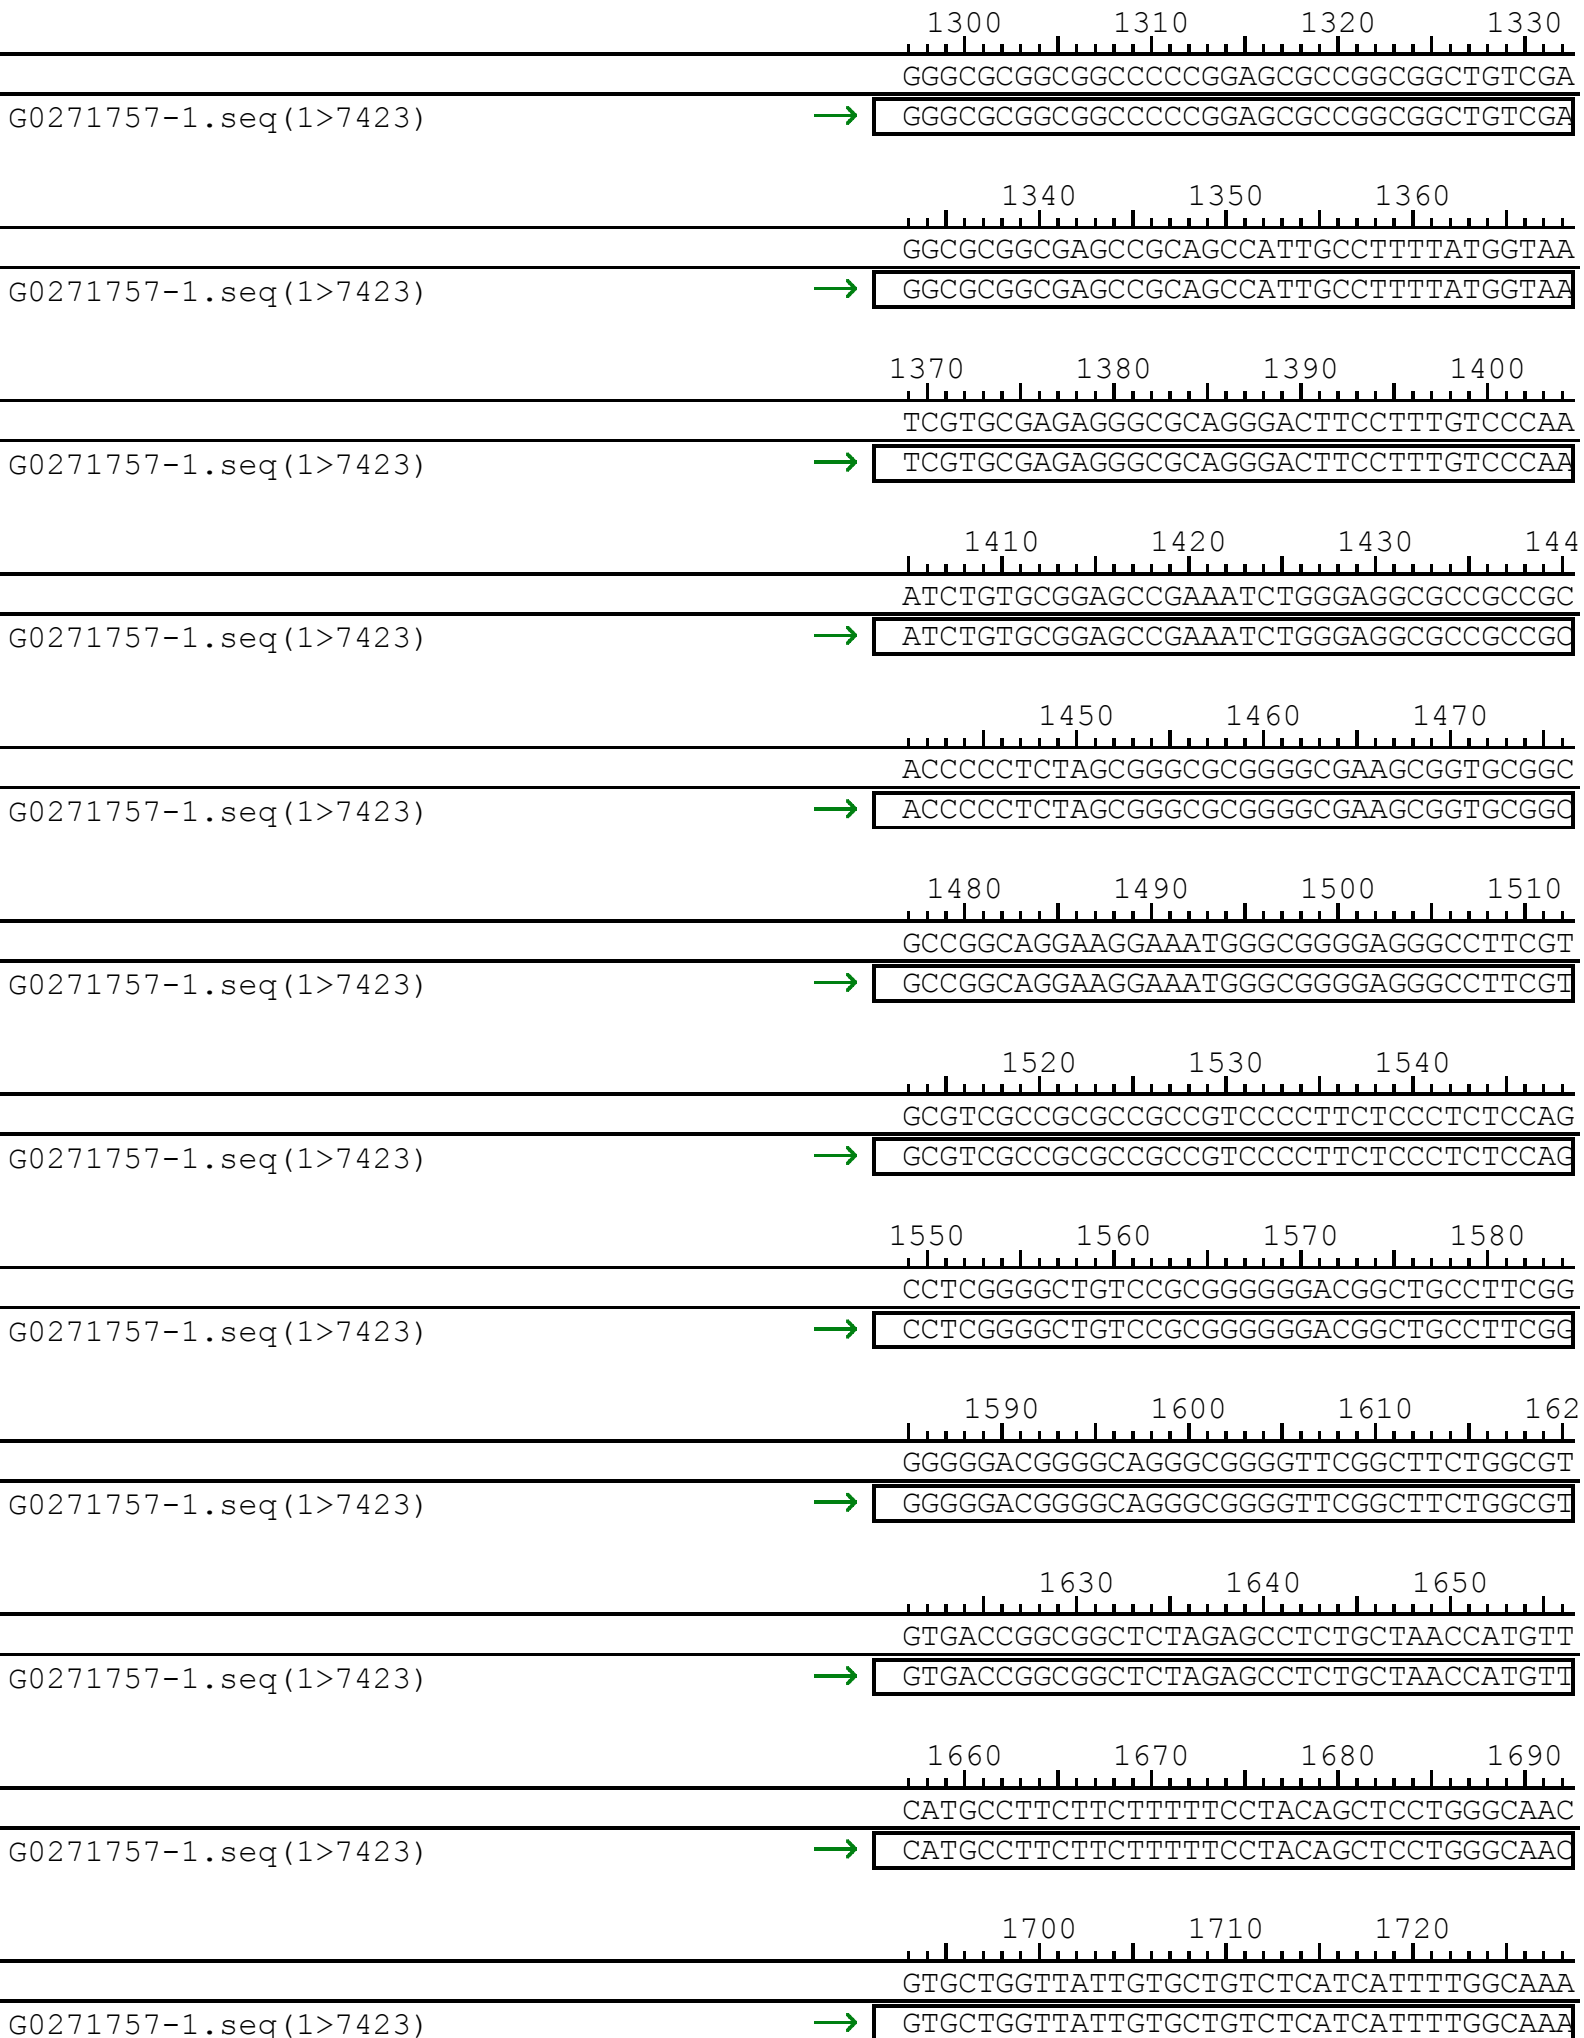 1300 1310 1320 1330
GGGCGCGGCGGCCCCCGGAGCGCCGGCGGCTGTCGA
G0271757-1.seq(1>7423) → GGGCGCGGCGGCCCCCGGAGCGCCGGCGGCTGTCGA
1340 1350 1360
GGCGCGGCGAGCCGCAGCCATTGCCTTTTATGGTAA
G0271757-1.seq(1>7423) → GGCGCGGCGAGCCGCAGCCATTGCCTTTTATGGTAA
1370 1380 1390 1400
TCGTGCGAGAGGGCGCAGGGACTTCCTTTGTCCCAA
G0271757-1.seq(1>7423) → TCGTGCGAGAGGGCGCAGGGACTTCCTTTGTCCCAA
1410 1420 1430 144
ATCTGTGCGGAGCCGAAATCTGGGAGGCGCCGCCGC
G0271757-1.seq(1>7423) → ATCTGTGCGGAGCCGAAATCTGGGAGGCGCCGCCGC
1450 1460 1470
ACCCCCTCTAGCGGGCGCGGGGCGAAGCGGTGCGGC
G0271757-1.seq(1>7423) → ACCCCCTCTAGCGGGCGCGGGGCGAAGCGGTGCGGC
1480 1490 1500 1510
GCCGGCAGGAAGGAAATGGGCGGGGAGGGCCTTCGT
G0271757-1.seq(1>7423) → GCCGGCAGGAAGGAAATGGGCGGGGAGGGCCTTCGT
1520 1530 1540
GCGTCGCCGCGCCGCCGTCCCCTTCTCCCTCTCCAG
G0271757-1.seq(1>7423) → GCGTCGCCGCGCCGCCGTCCCCTTCTCCCTCTCCAG
1550 1560 1570 1580
CCTCGGGGCTGTCCGCGGGGGGACGGCTGCCTTCGG
G0271757-1.seq(1>7423) → CCTCGGGGCTGTCCGCGGGGGGACGGCTGCCTTCGG
1590 1600 1610 162
GGGGGACGGGGCAGGGCGGGGTTCGGCTTCTGGCGT
G0271757-1.seq(1>7423) → GGGGGACGGGGCAGGGCGGGGTTCGGCTTCTGGCGT
1630 1640 1650
GTGACCGGCGGCTCTAGAGCCTCTGCTAACCATGTT
G0271757-1.seq(1>7423) → GTGACCGGCGGCTCTAGAGCCTCTGCTAACCATGTT
1660 1670 1680 1690
CATGCCTTCTTCTTTTTCCTACAGCTCCTGGGCAAC
G0271757-1.seq(1>7423) → CATGCCTTCTTCTTTTTCCTACAGCTCCTGGGCAAC
1700 1710 1720
GTGCTGGTTATTGTGCTGTCTCATCATTTTGGCAAA
G0271757-1.seq(1>7423) → GTGCTGGTTATTGTGCTGTCTCATCATTTTGGCAAA